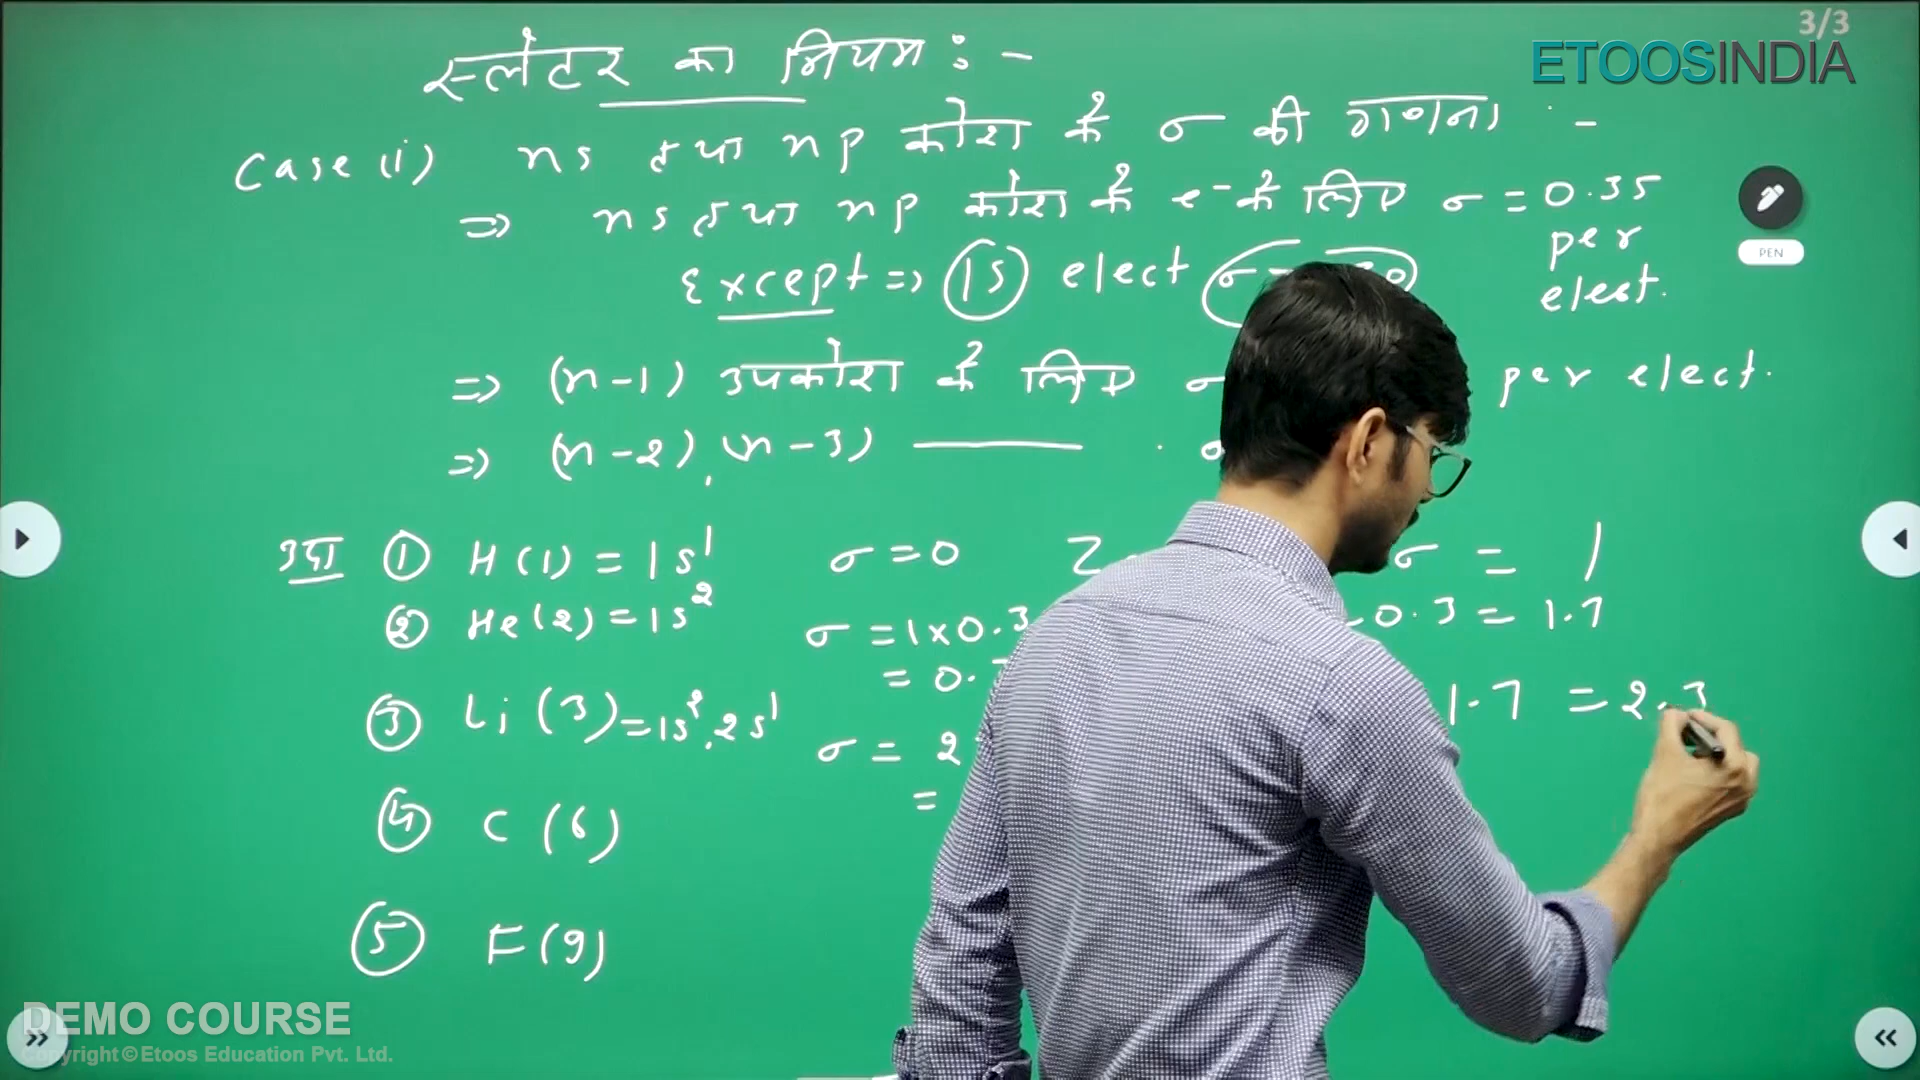 3/3
ETOOSINDIA
स्लेटर का नियम :-
Case (i) ns तथा np कोश के σ की गणना :-
⇒ ns तथा np कोश के e⁻ के लिए σ = 0.35
per
elect.
PEN
Except ⇒ 1s elect σ =
⇒ (n-1) उपकोश के लिए σ per elect.
⇒ (n-2), (n-3) —— . σ
उदा ① H(1) = 1s¹ σ = 0 Z σ = 1
② He(2) = 1s² σ = 1×0.3 - 0.3 = 1.7
= 0.
③ Li(3) = 1s², 2s¹ 1.7 = 2.3
σ = 2
=
④ C(6)
⑤ F(9)
DEMO COURSE
Copyright © Etoos Education Pvt. Ltd.